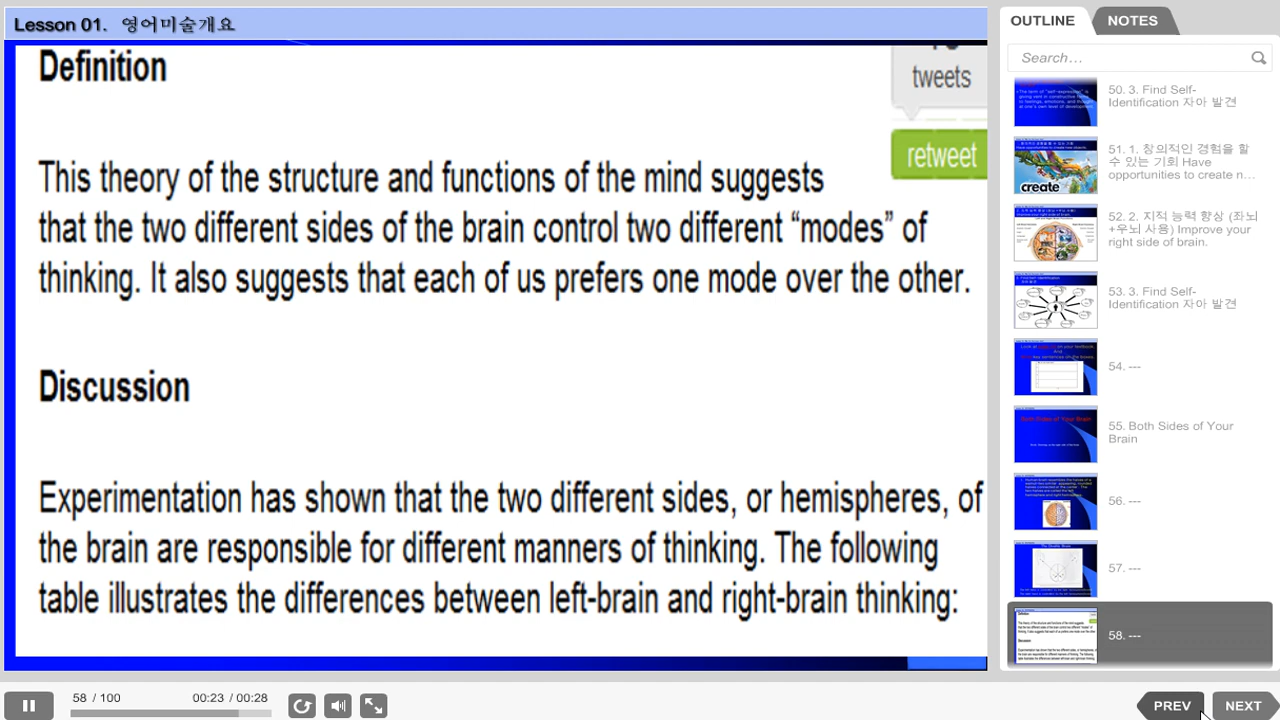 Lesson 01. 영어미술개요
Definition
tweets
retweet
This theory of the structure and functions of the mind suggests
that the two different sides of the brain control two different “modes” of
thinking. It also suggests that each of us prefers one mode over the other.
Discussion
Experimentation has shown that the two different sides, or hemispheres, of
the brain are responsible for different manners of thinking. The following
table illustrates the differences between left-brain and right-brain thinking:
OUTLINE
NOTES
Search...
50. 3. Find Self-
Identification 자아 발견
51. 1. 창의적인 경험을 할
수 있는 기회 Have
opportunities to create n...
create
52. 2. 지적 능력 향상 (좌뇌
+우뇌 사용) Improve your
right side of brain.
53. 3. Find Self-
Identification 자아 발견
54. ---
55. Both Sides of Your
Brain
56. ---
57. ---
58. ---
58 / 100
00:23 / 00:28
PREV
NEXT